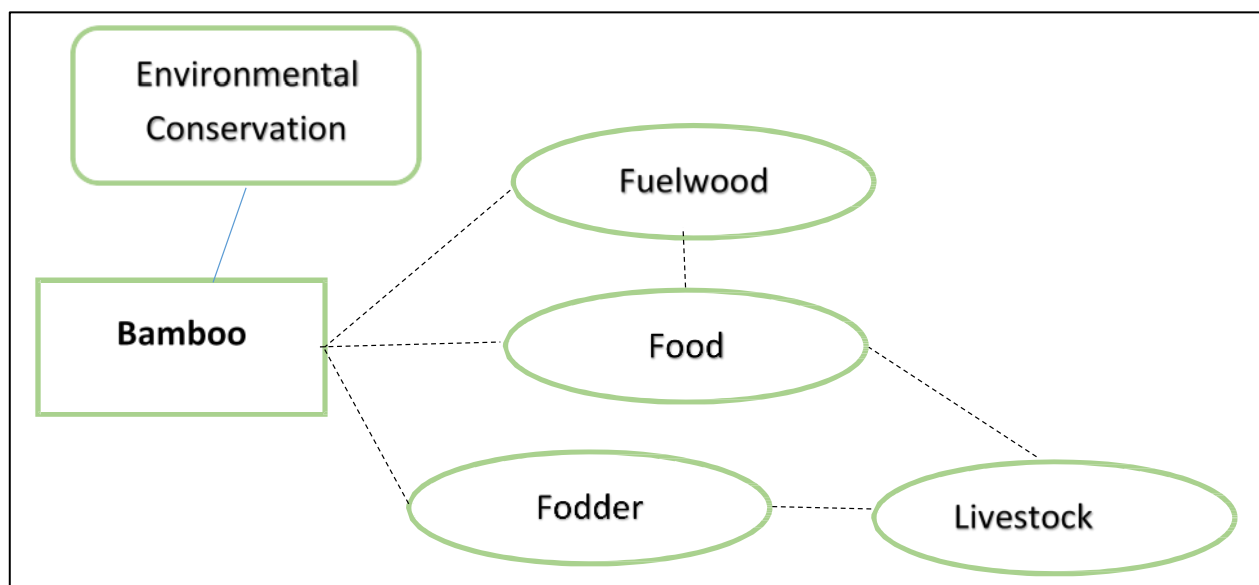 Environmental
Conservation
Fuelwood
Bamboo
Food
Fodder
Livestock